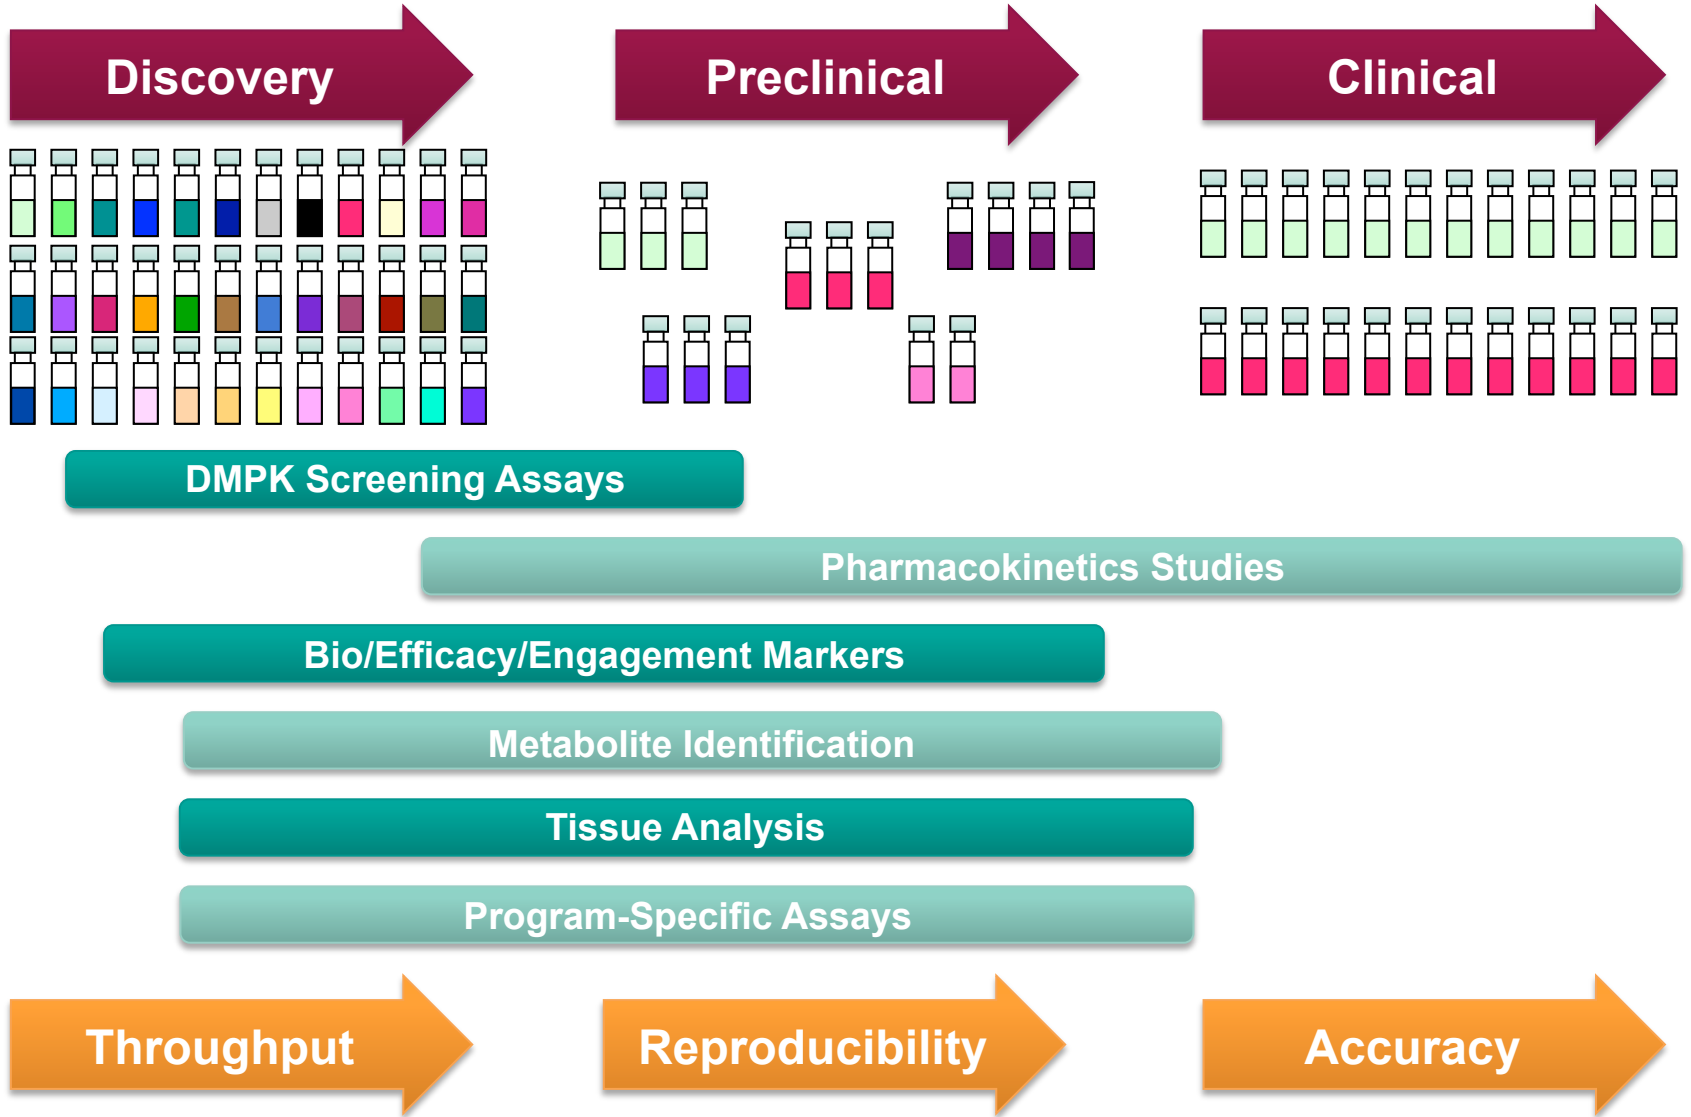 Discovery
Preclinical
Clinical
DMPK Screening Assays
Pharmacokinetics Studies
Bio/Efficacy/Engagement Markers
Metabolite Identification
Tissue Analysis
Program-Specific Assays
Throughput
Reproducibility
Accuracy